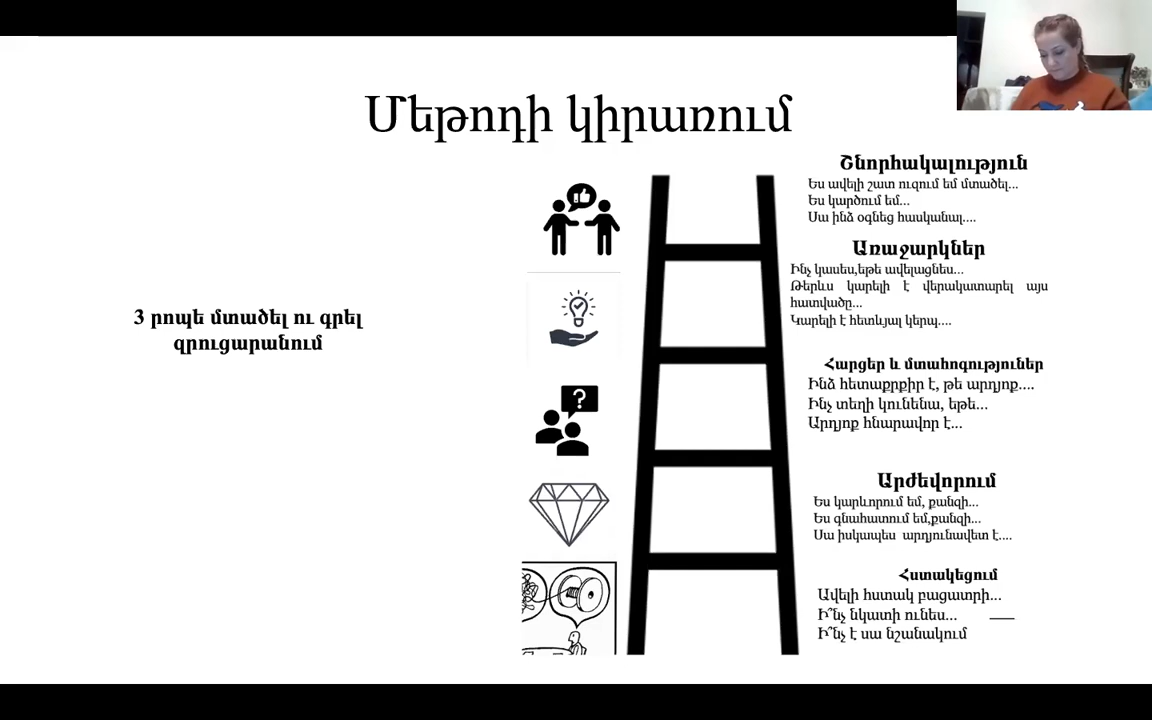 Մեթոդի կիրառում
3 րոպե մտածել ու գրել
զրուցարանում
Շնորհակալություն
Ես ավելի շատ ուզում եմ մտածել...
Ես կարծում եմ...
Սա ինձ օգնեց հասկանալ....
Առաջարկներ
Ինչ կասես,եթե ավելացնես...
Թերևս կարելի է վերակատարել այս
հատվածը...
Կարելի է հետևյալ կերպ....
Հարցեր և մտահոգություներ
Ինձ հետաքրքիր է, թե արդյոք....
Ինչ տեղի կունենա, եթե...
Արդյոք հնարավոր է...
Արժեվորում
Ես կարևորում եմ, քանզի...
Ես գնահատում եմ,քանզի...
Սա իսկապես արդյունավետ է....
Հստակեցում
Ավելի հստակ բացատրի...
Ի՞նչ նկատի ունես...
Ի՞նչ է սա նշանակում